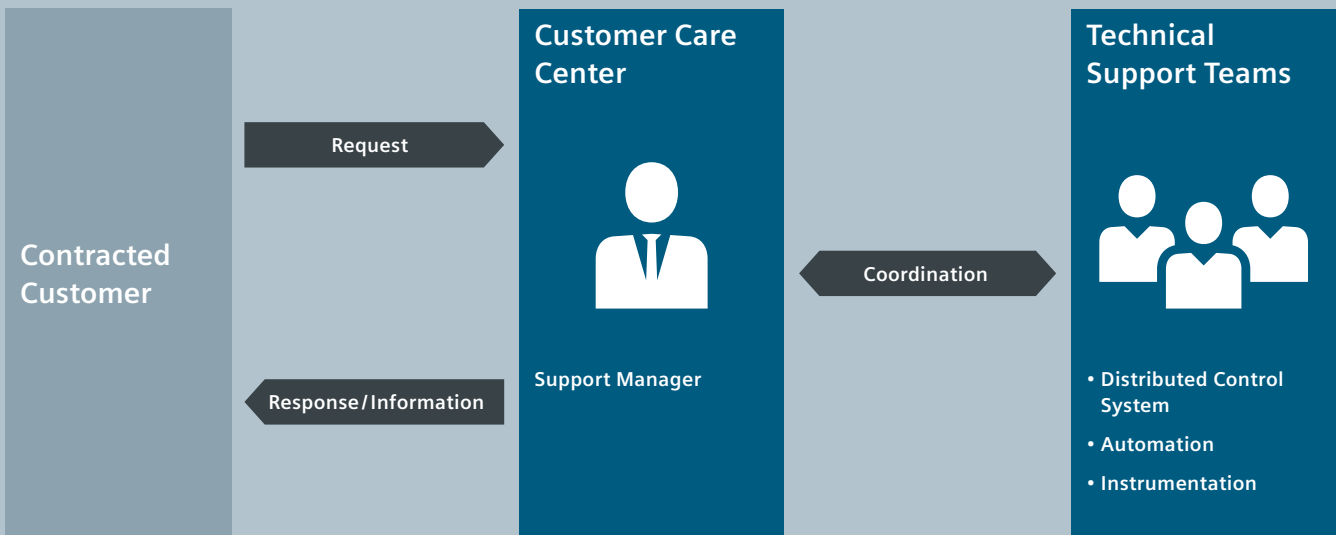 Contracted
Customer
Request
Response/Information
Customer Care
Center
Support Manager
Coordination
Technical
Support Teams
• Distributed Control
System
• Automation
• Instrumentation